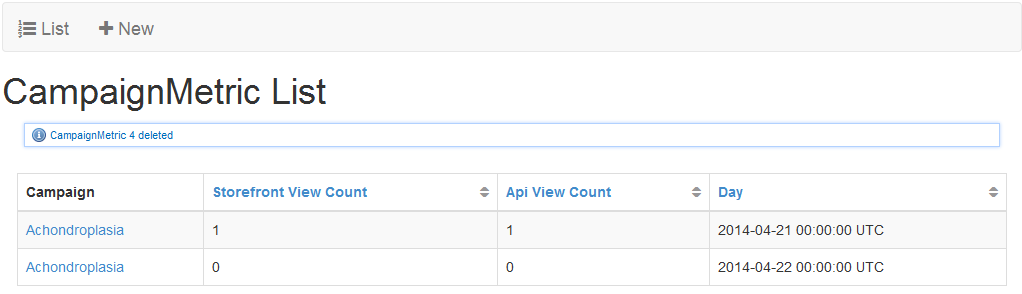 List New
CampaignMetric List
CampaignMetric 4 deleted
Campaign Storefront View Count Api View Count Day
Achondroplasia 1 1 2014-04-21 00:00:00 UTC
Achondroplasia 0 0 2014-04-22 00:00:00 UTC